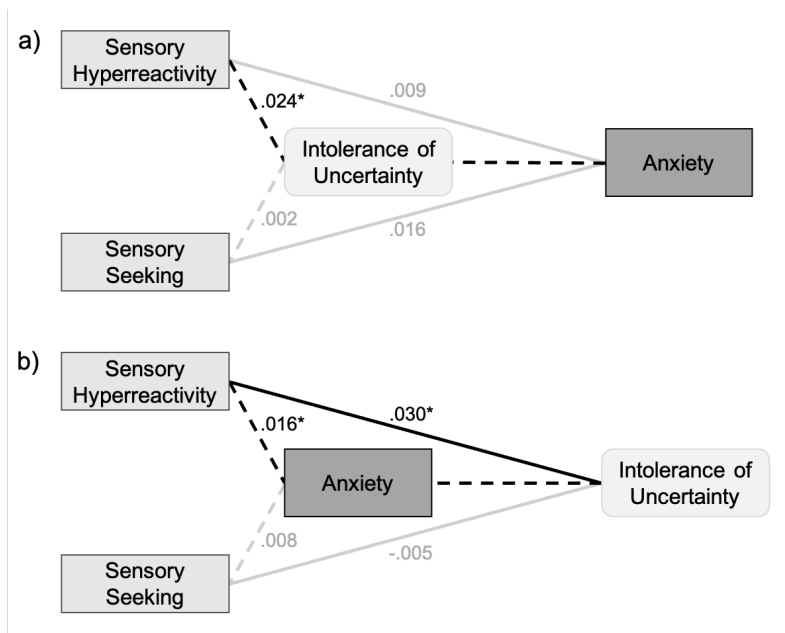 a)
Sensory
Hyperreactivity
.009
.024*
Intolerance of
Uncertainty
Anxiety
.002
.016
Sensory
Seeking
b)
Sensory
Hyperreactivity
.030*
.016*
Anxiety
Intolerance of
Uncertainty
.008
-.005
Sensory
Seeking